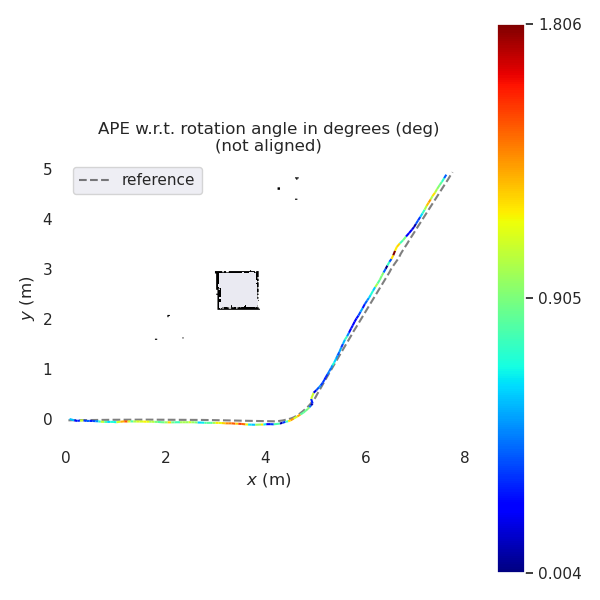 APE w.r.t. rotation angle in degrees (deg)
(not aligned)
reference
5
4
3
2
1
0
y (m)
0
2
4
6
8
x (m)
1.806
0.905
0.004